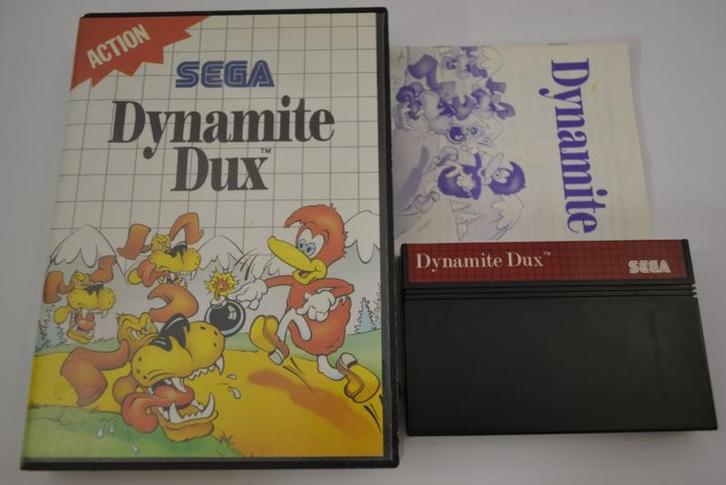 ACTION
SEGA
Dynamite
Dux™
Dynamite
Dynamite Dux™
SEGA